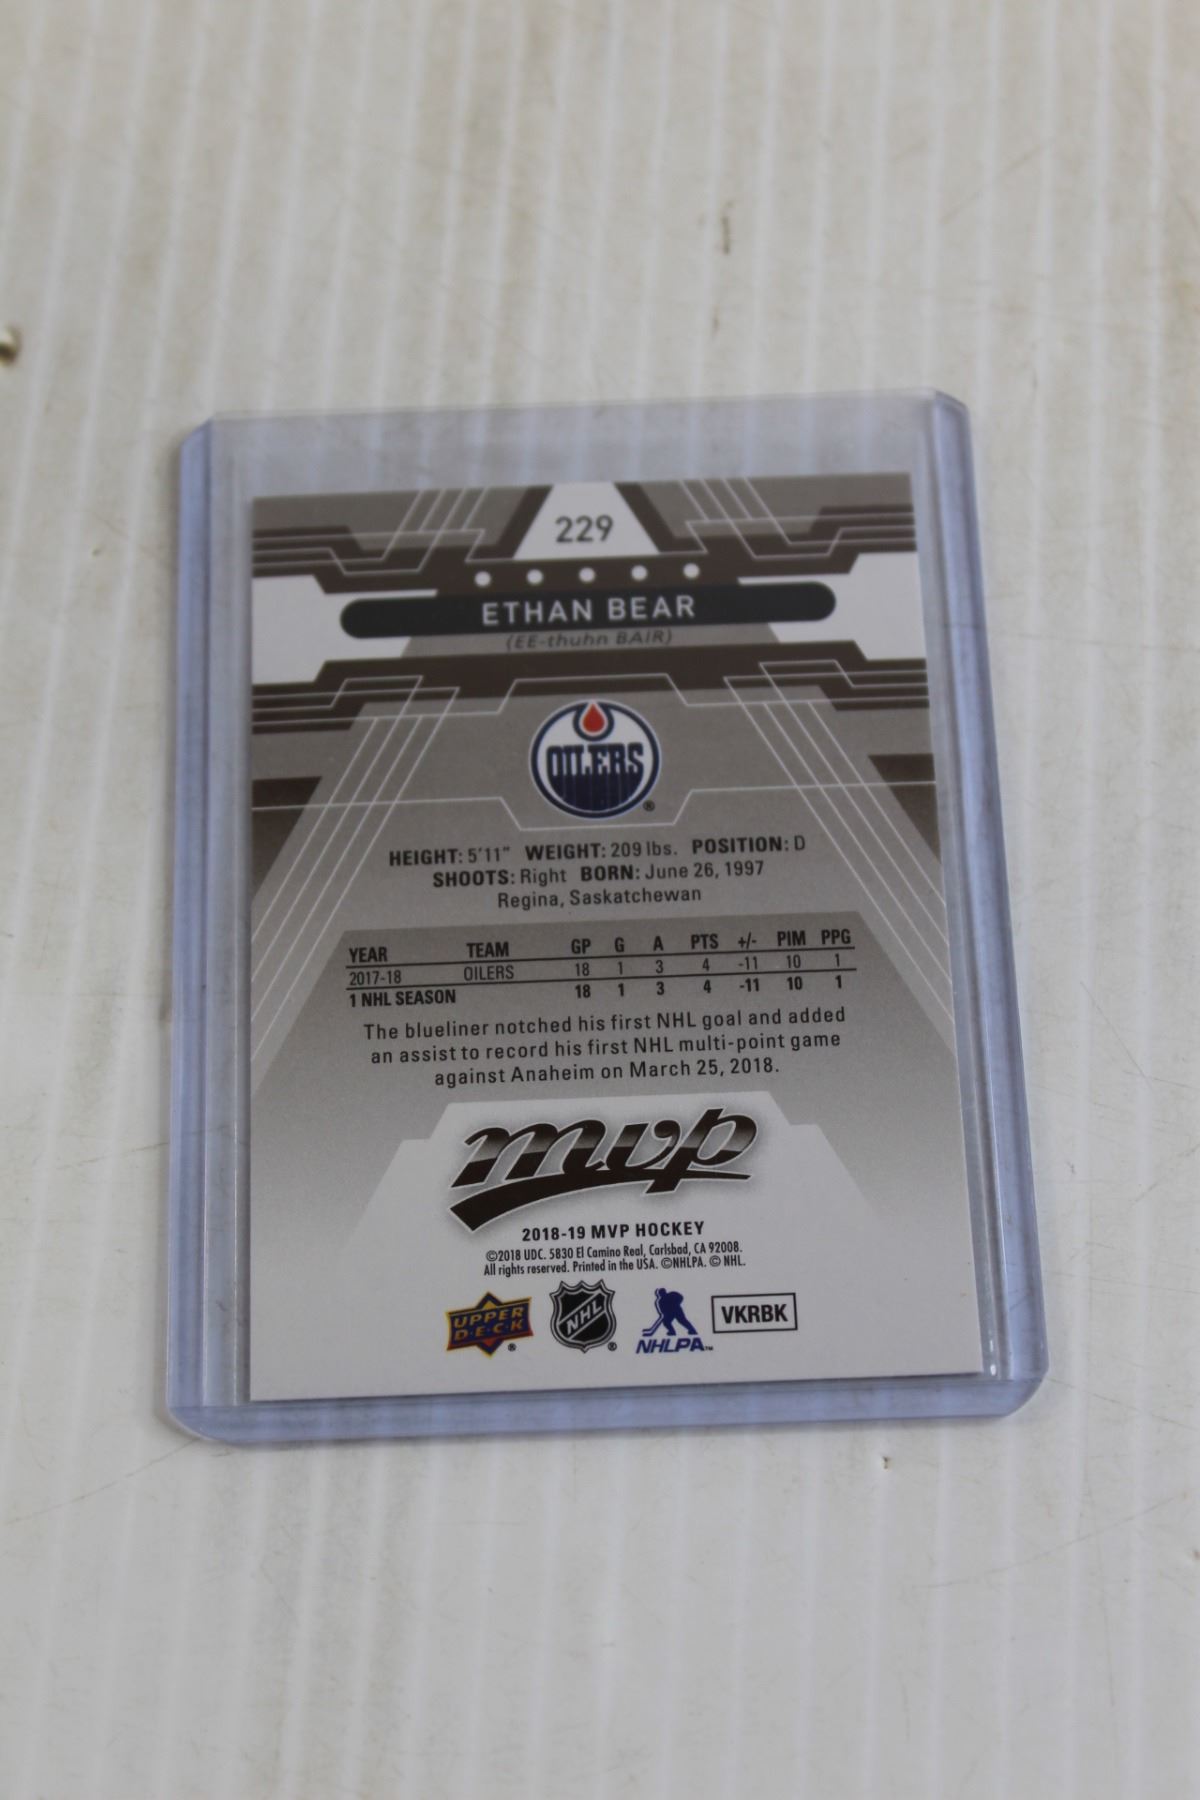 229
ETHAN BEAR
(EE-thuhn BAIR)
OILERS
®
HEIGHT: 5'11" WEIGHT: 209 lbs. POSITION: D
SHOOTS: Right BORN: June 26, 1997
Regina, Saskatchewan
YEAR TEAM GP G A PTS +/- PIM PPG
2017-18 OILERS 18 1 3 4 -11 10 1
1 NHL SEASON 18 1 3 4 -11 10 1
The blueliner notched his first NHL goal and added
an assist to record his first NHL multi-point game
against Anaheim on March 25, 2018.
mvp
2018-19 MVP HOCKEY
©2018 UDC. 5830 El Camino Real, Carlsbad, CA 92008.
All rights reserved. Printed in the USA. ©NHLPA. © NHL.
UPPER DECK® NHL® NHLPA™ VKRBK